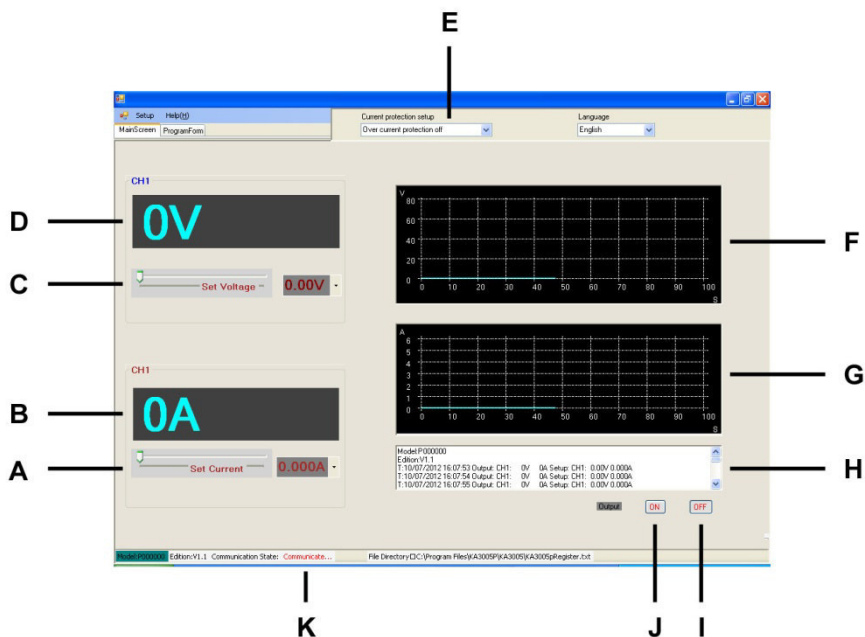 E
Setup Help(H)
Current protection setup
Language
MainScreen ProgramForm
Over current protection off
English
CH1
0V
D
C
Set Voltage
0.00V
V
80
60
40
20
0
0 10 20 30 40 50 60 70 80 90 100
S
F
CH1
0A
B
A
Set Current
0.000A
A
6
5
4
3
2
1
0
0 10 20 30 40 50 60 70 80 90 100
S
G
Model:P000000
Edition:V1.1
T:10/07/2012 16:07:53 Output: CH1: 0V 0A Setup: CH1: 0.00V 0.000A
T:10/07/2012 16:07:54 Output: CH1: 0V 0A Setup: CH1: 0.00V 0.000A
T:10/07/2012 16:07:55 Output: CH1: 0V 0A Setup: CH1: 0.00V 0.000A
H
Output ON OFF
Model:P000000 Edition:V1.1 Communication State: Communicate... File Directory□C:\Program Files\KA3005P\KA3005\KA3005pRegister.txt
K J I